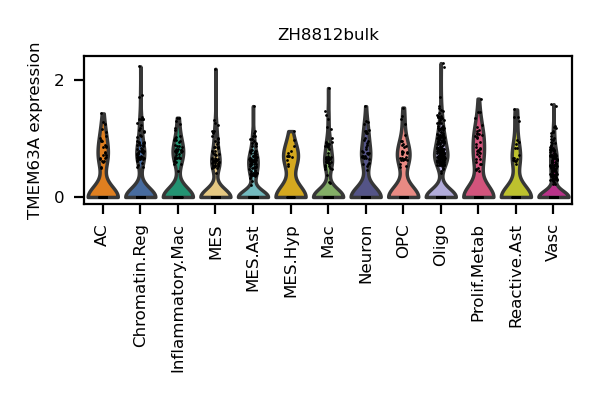 ZH8812bulk
TMEM63A expression
2
0
AC
Chromatin.Reg
Inflammatory.Mac
MES
MES.Ast
MES.Hyp
Mac
Neuron
OPC
Oligo
Prolif.Metab
Reactive.Ast
Vasc